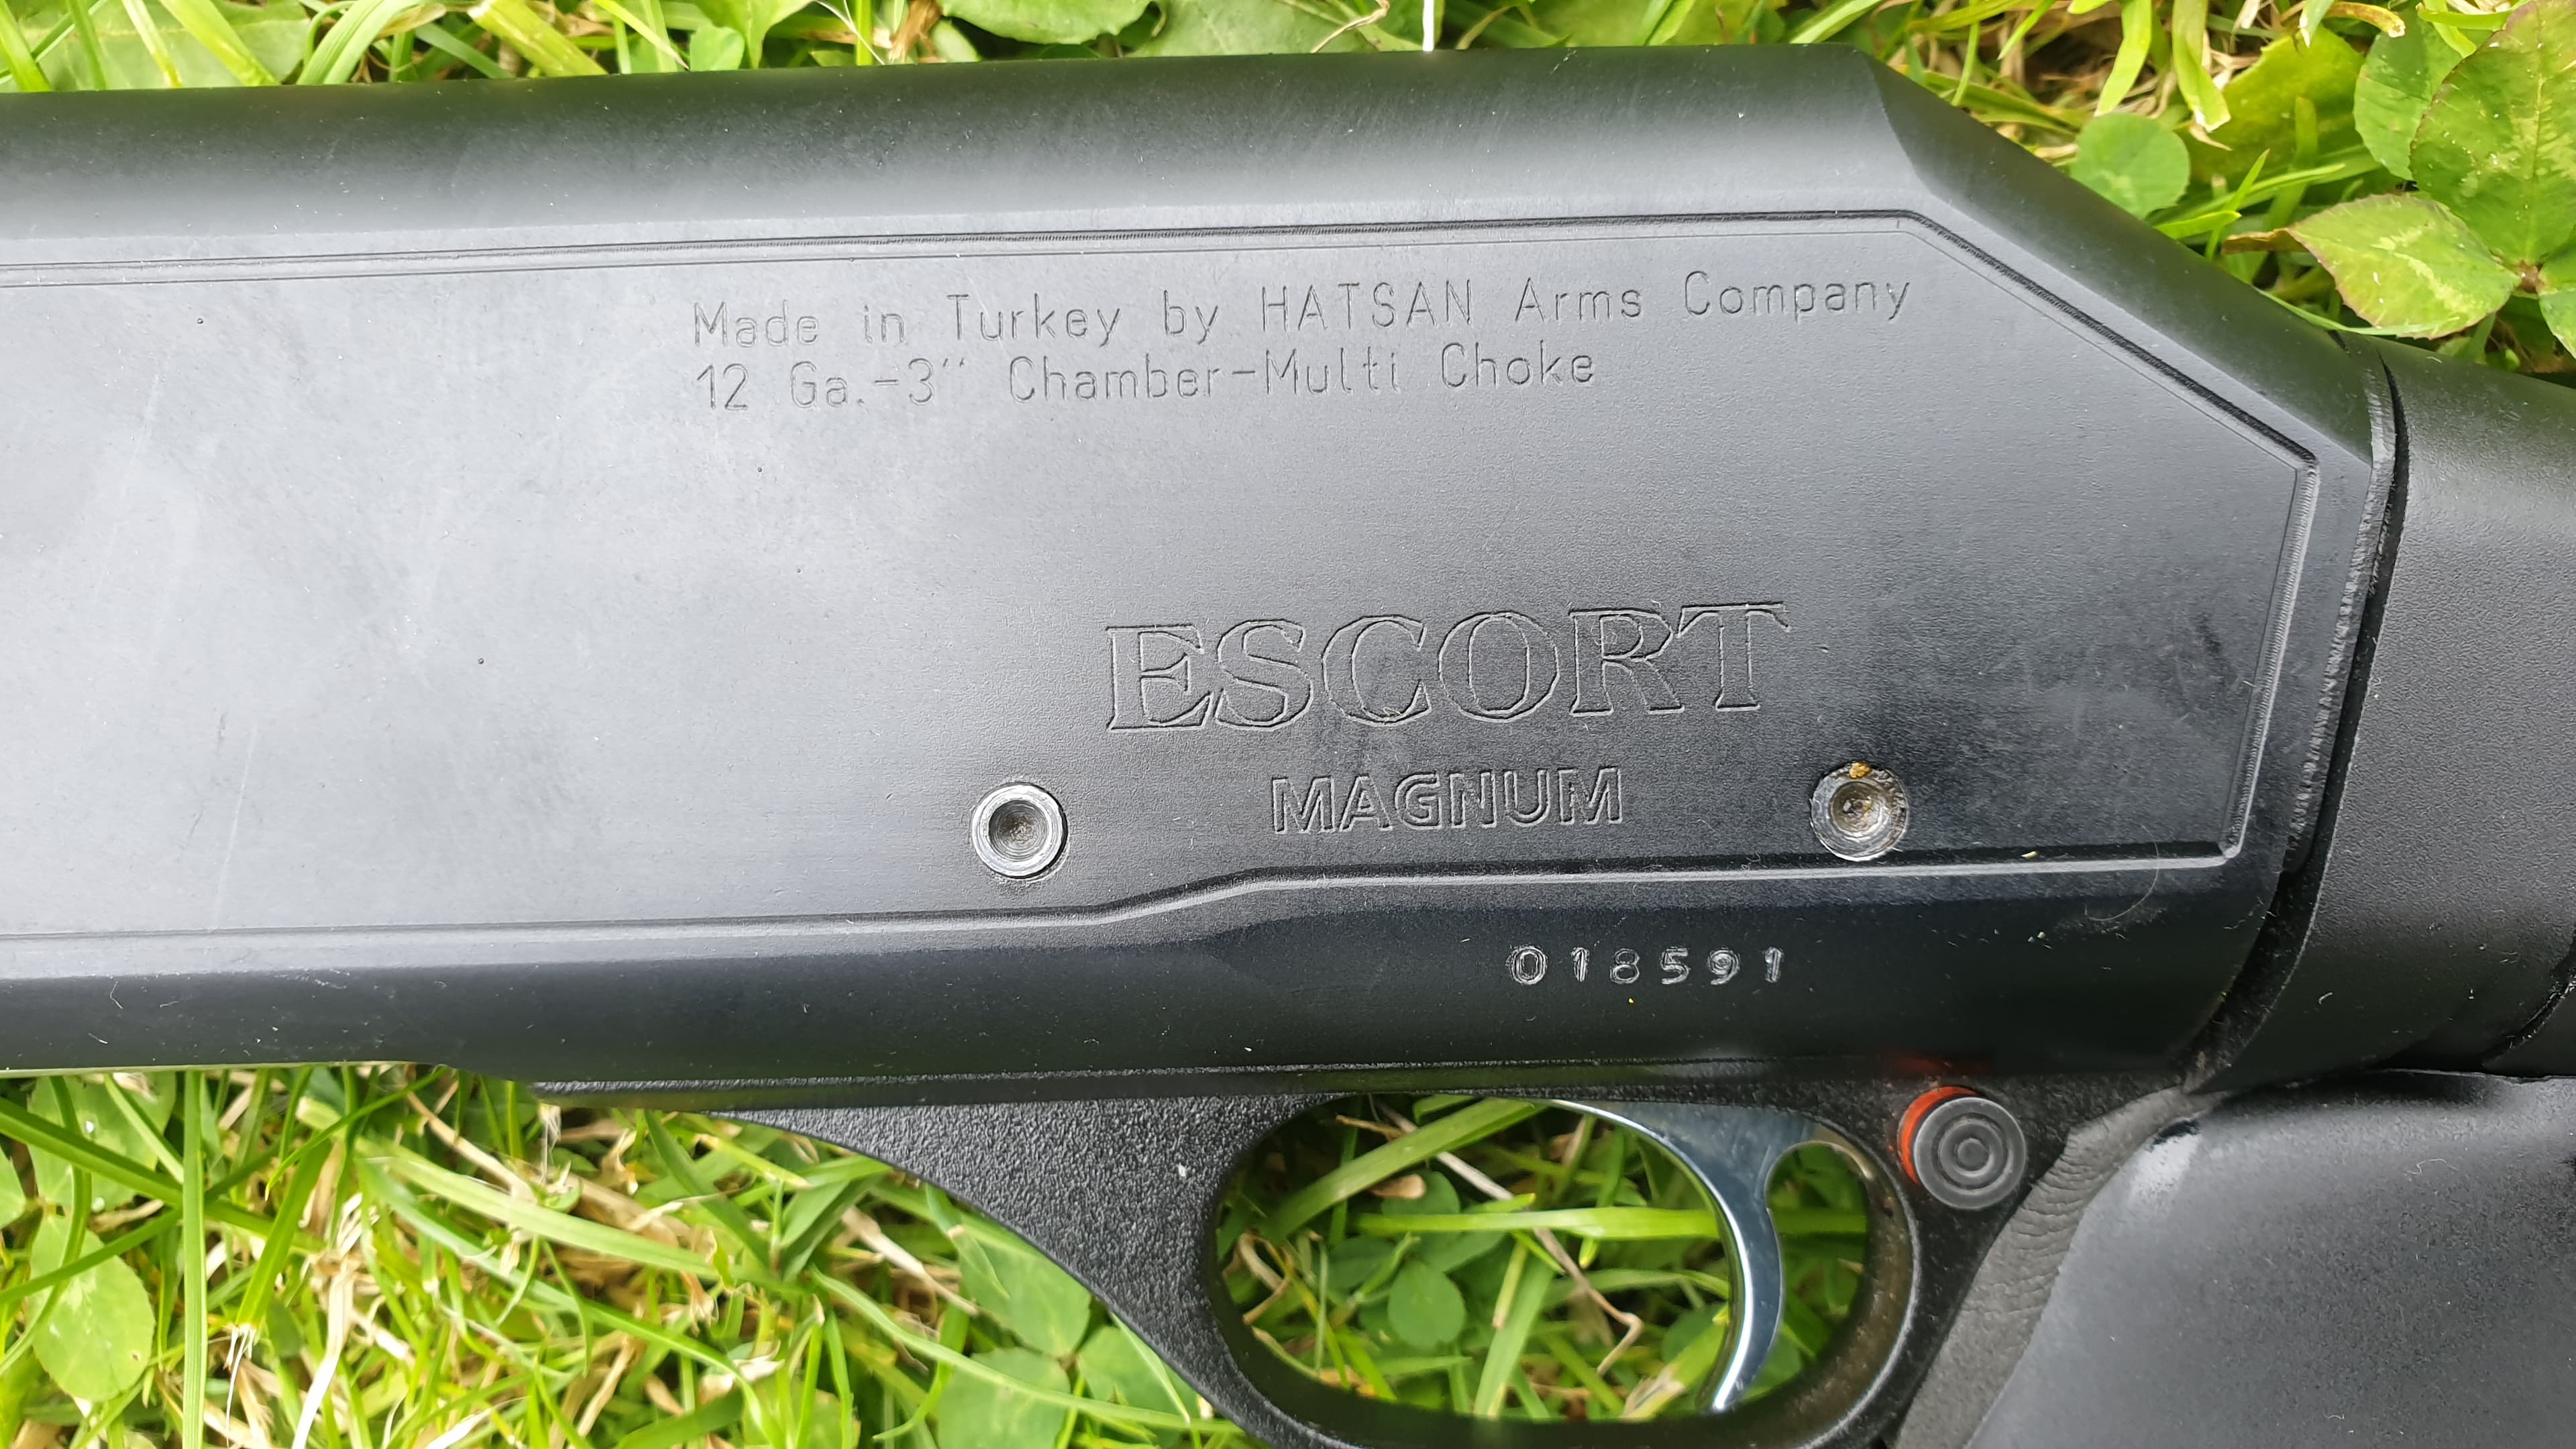 Made in Turkey by HATSAN Arms Company
12 Ga.-3'' Chamber-Multi Choke
ESCORT
MAGNUM
018591